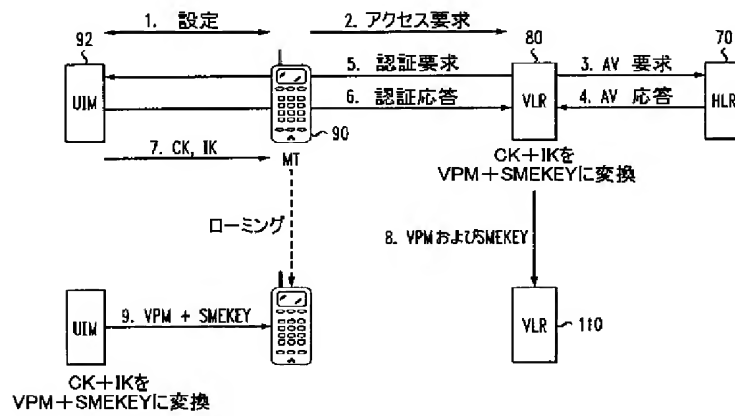 1. 設定
2. アクセス要求
92
80
70
5. 認証要求
3. AV 要求
UIM
VLR
HLR
6. 認証応答
4. AV 応答
7. CK, IK
90
MT
CK+IKを
VPM+SMEKEYに変換
ローミング
8. VPMおよびSMEKEY
UIM
9. VPM + SMEKEY
VLR
110
CK+IKを
VPM+SMEKEYに変換